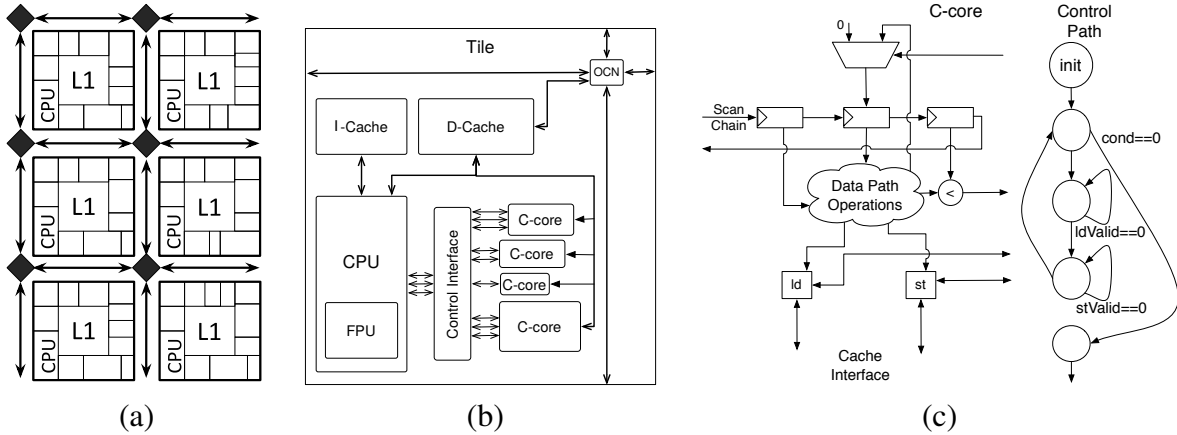 L1
CPU
L1
CPU
L1
CPU
L1
CPU
L1
CPU
L1
CPU
(a)
Tile
OCN
I-Cache
D-Cache
CPU
FPU
Control Interface
C-core
C-core
C-core
C-core
(b)
C-core
0
Scan
Chain
Data Path
Operations
<
ld
st
Cache
Interface
Control
Path
init
cond==0
ldValid==0
stValid==0
(c)